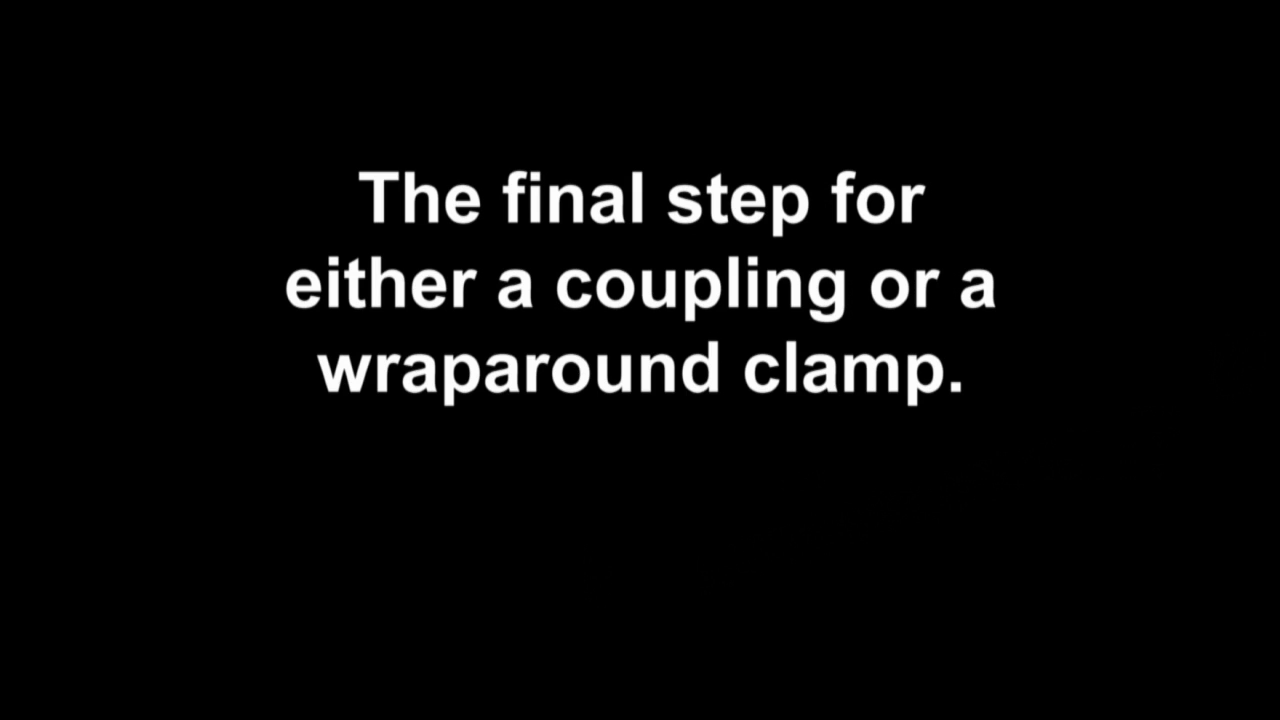 The final step for
either a coupling or a
wraparound clamp.